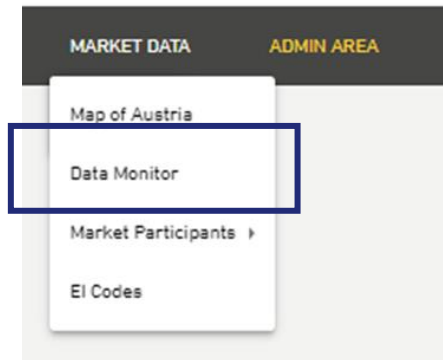 MARKET DATA ADMIN AREA
Map of Austria
Data Monitor
Market Participants
EI Codes